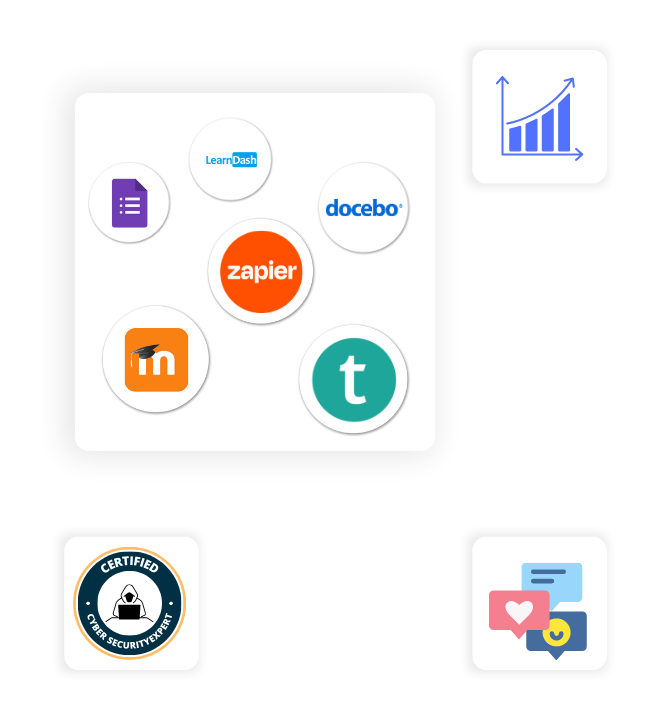 LearnDash
docebo®
zapier
m
t
CERTIFIED
CYBER SECURITYEXPERT